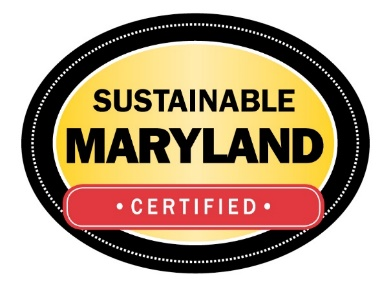 SUSTAINABLE
MARYLAND
• CERTIFIED •